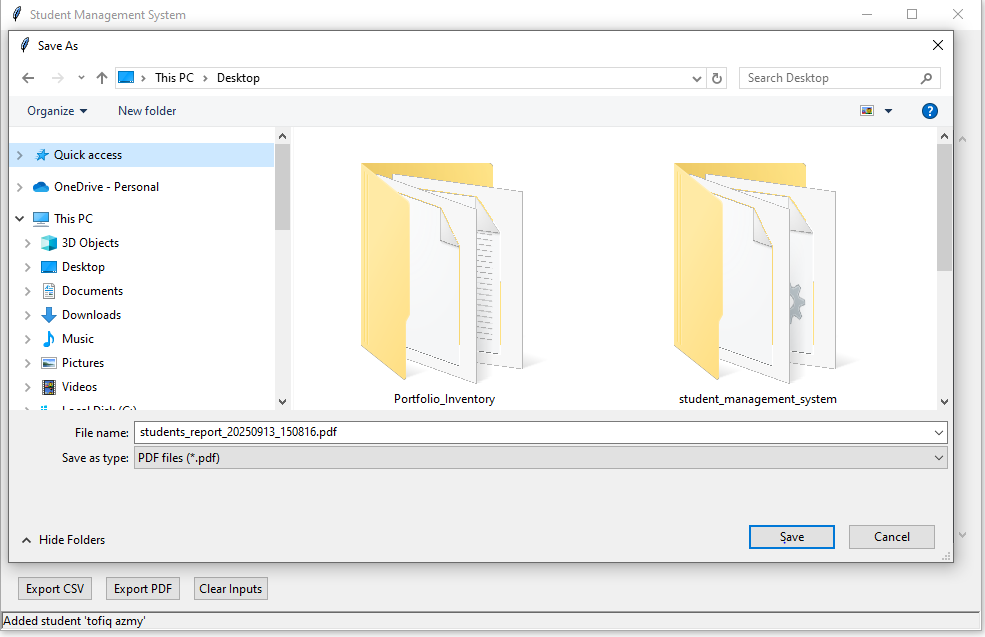 Student Management System
Save As
This PC
Desktop
Search Desktop
Organize
New folder
?
Quick access
OneDrive - Personal
This PC
3D Objects
Desktop
Documents
Downloads
Music
Pictures
Videos
Local Disk (C:)
Portfolio_Inventory
student_management_system
File name: students_report_20250913_150816.pdf
Save as type: PDF files (*.pdf)
Hide Folders
Save
Cancel
Export CSV
Export PDF
Clear Inputs
Added student 'tofiq azmy'